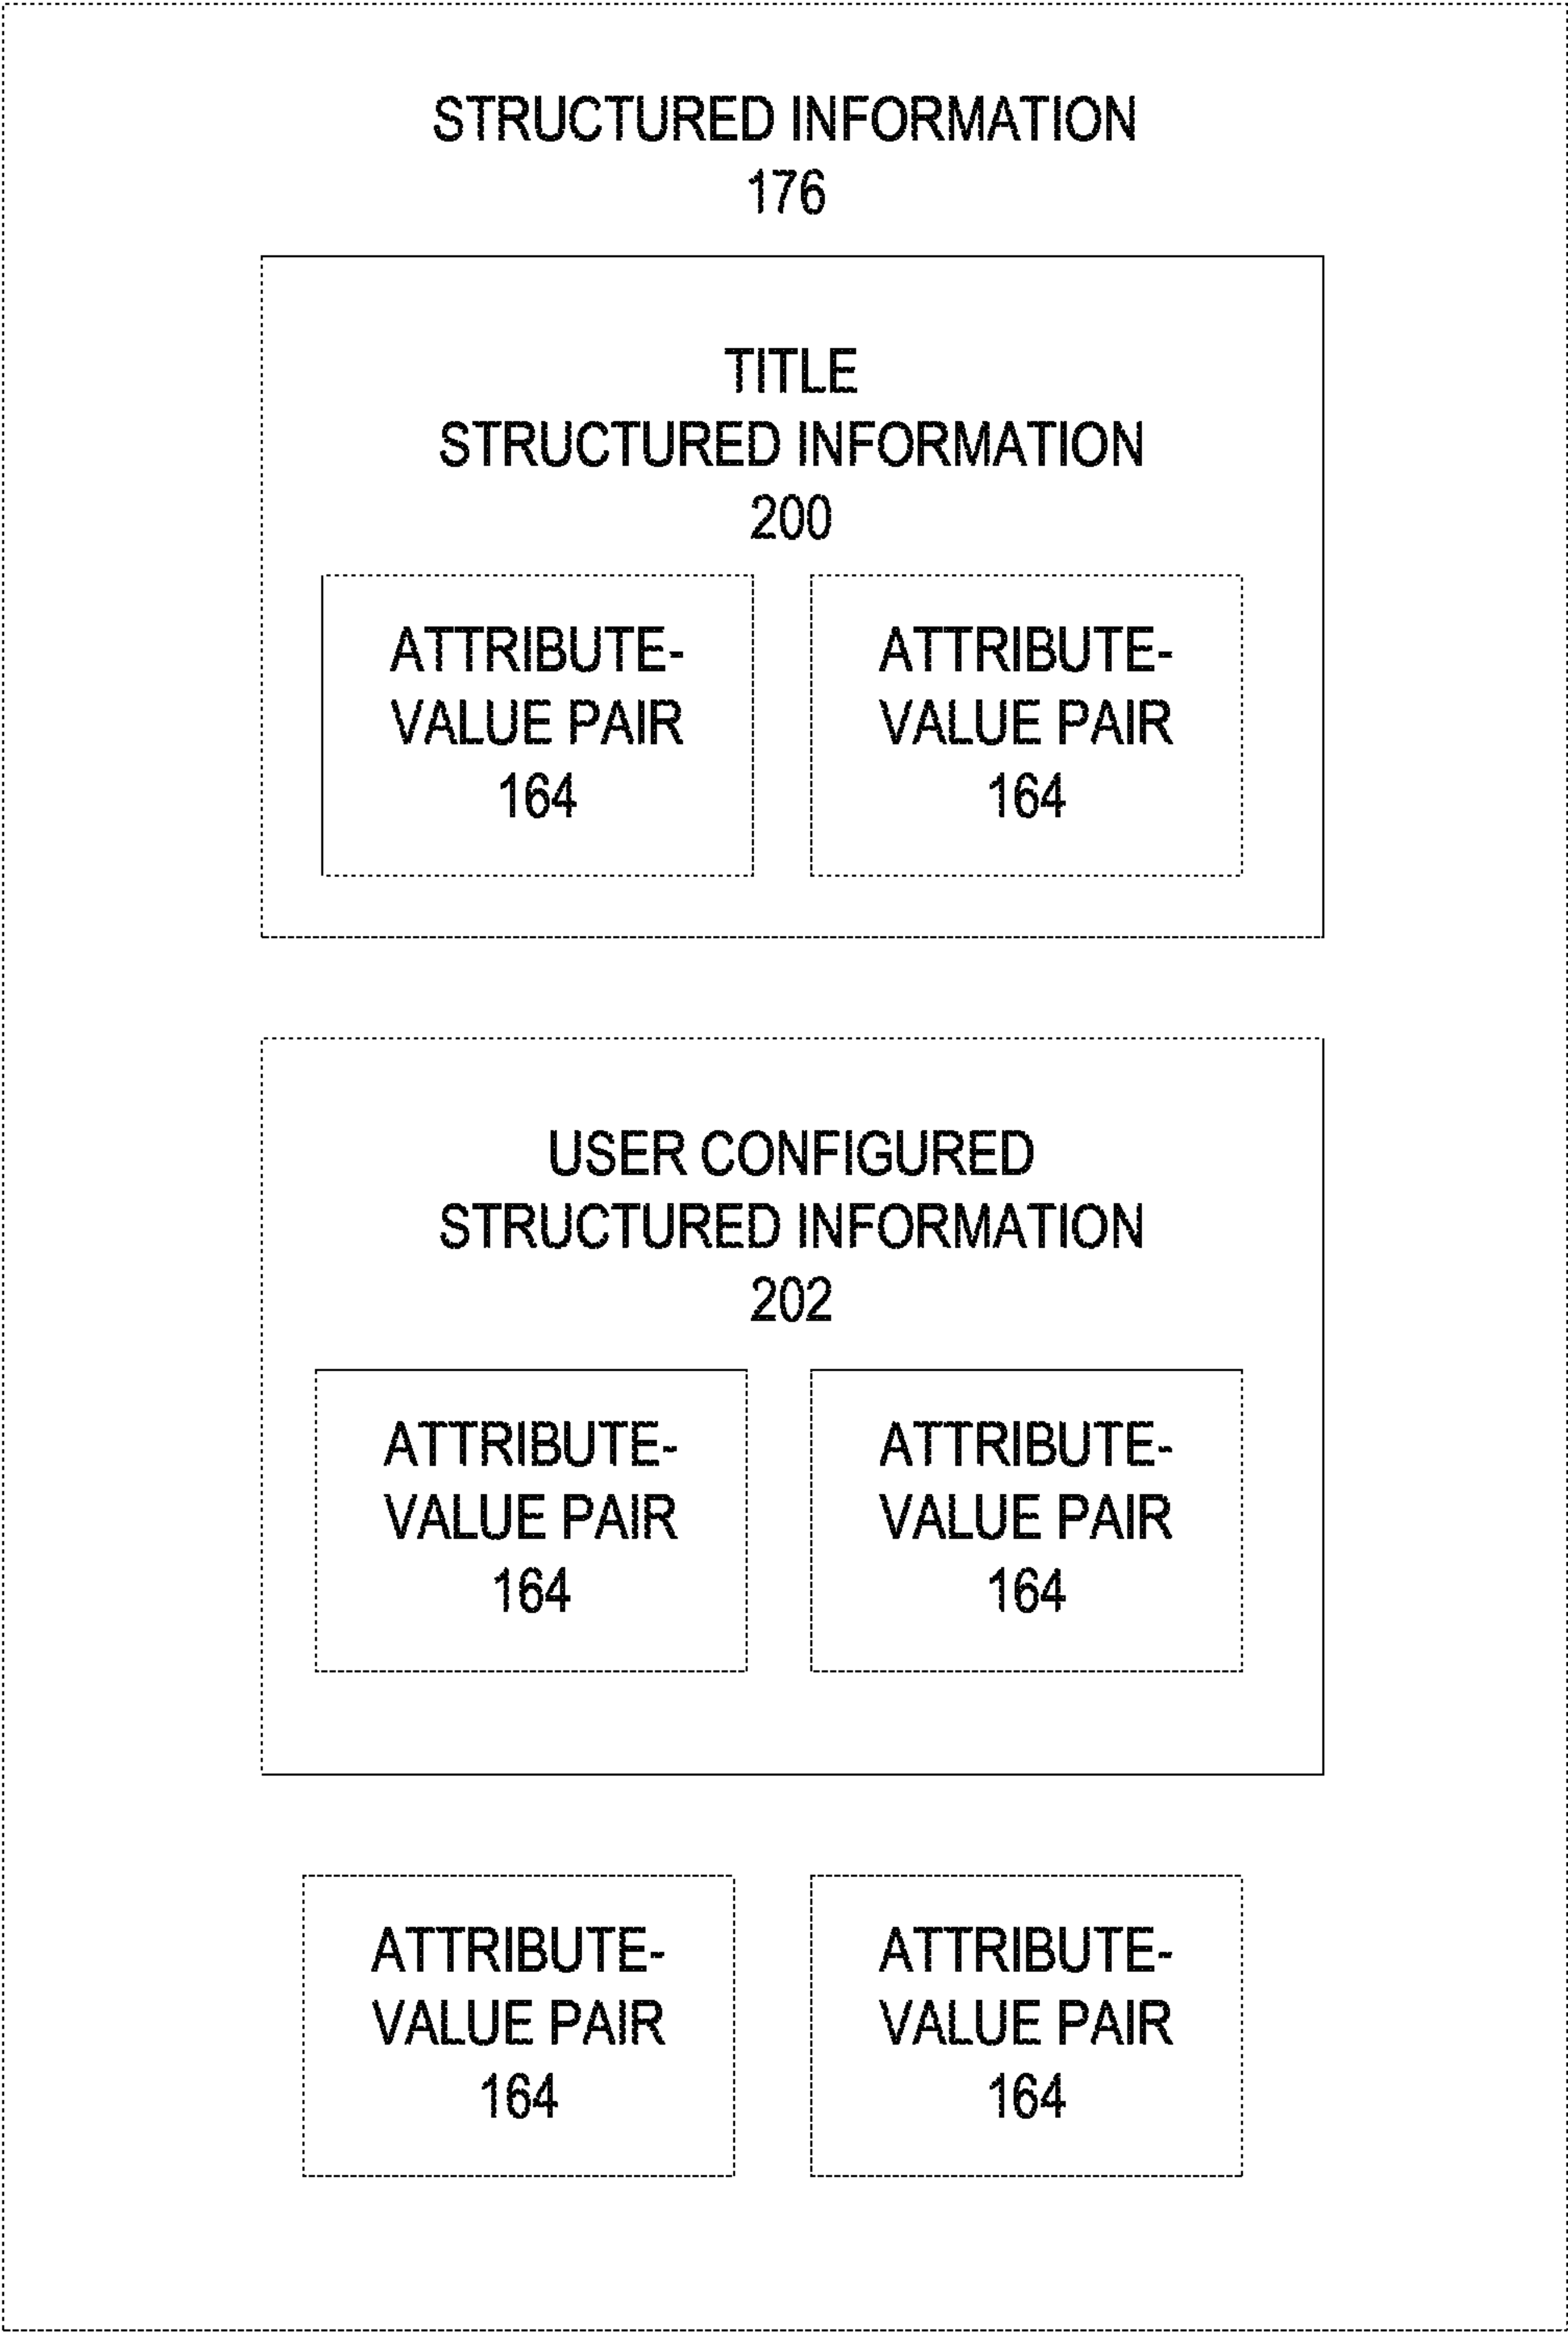 STRUCTURED INFORMATION
176
TITLE
STRUCTURED INFORMATION
200
ATTRIBUTE-
VALUE PAIR
164
ATTRIBUTE-
VALUE PAIR
164
USER CONFIGURED
STRUCTURED INFORMATION
202
ATTRIBUTE-
VALUE PAIR
164
ATTRIBUTE-
VALUE PAIR
164
ATTRIBUTE-
VALUE PAIR
164
ATTRIBUTE-
VALUE PAIR
164